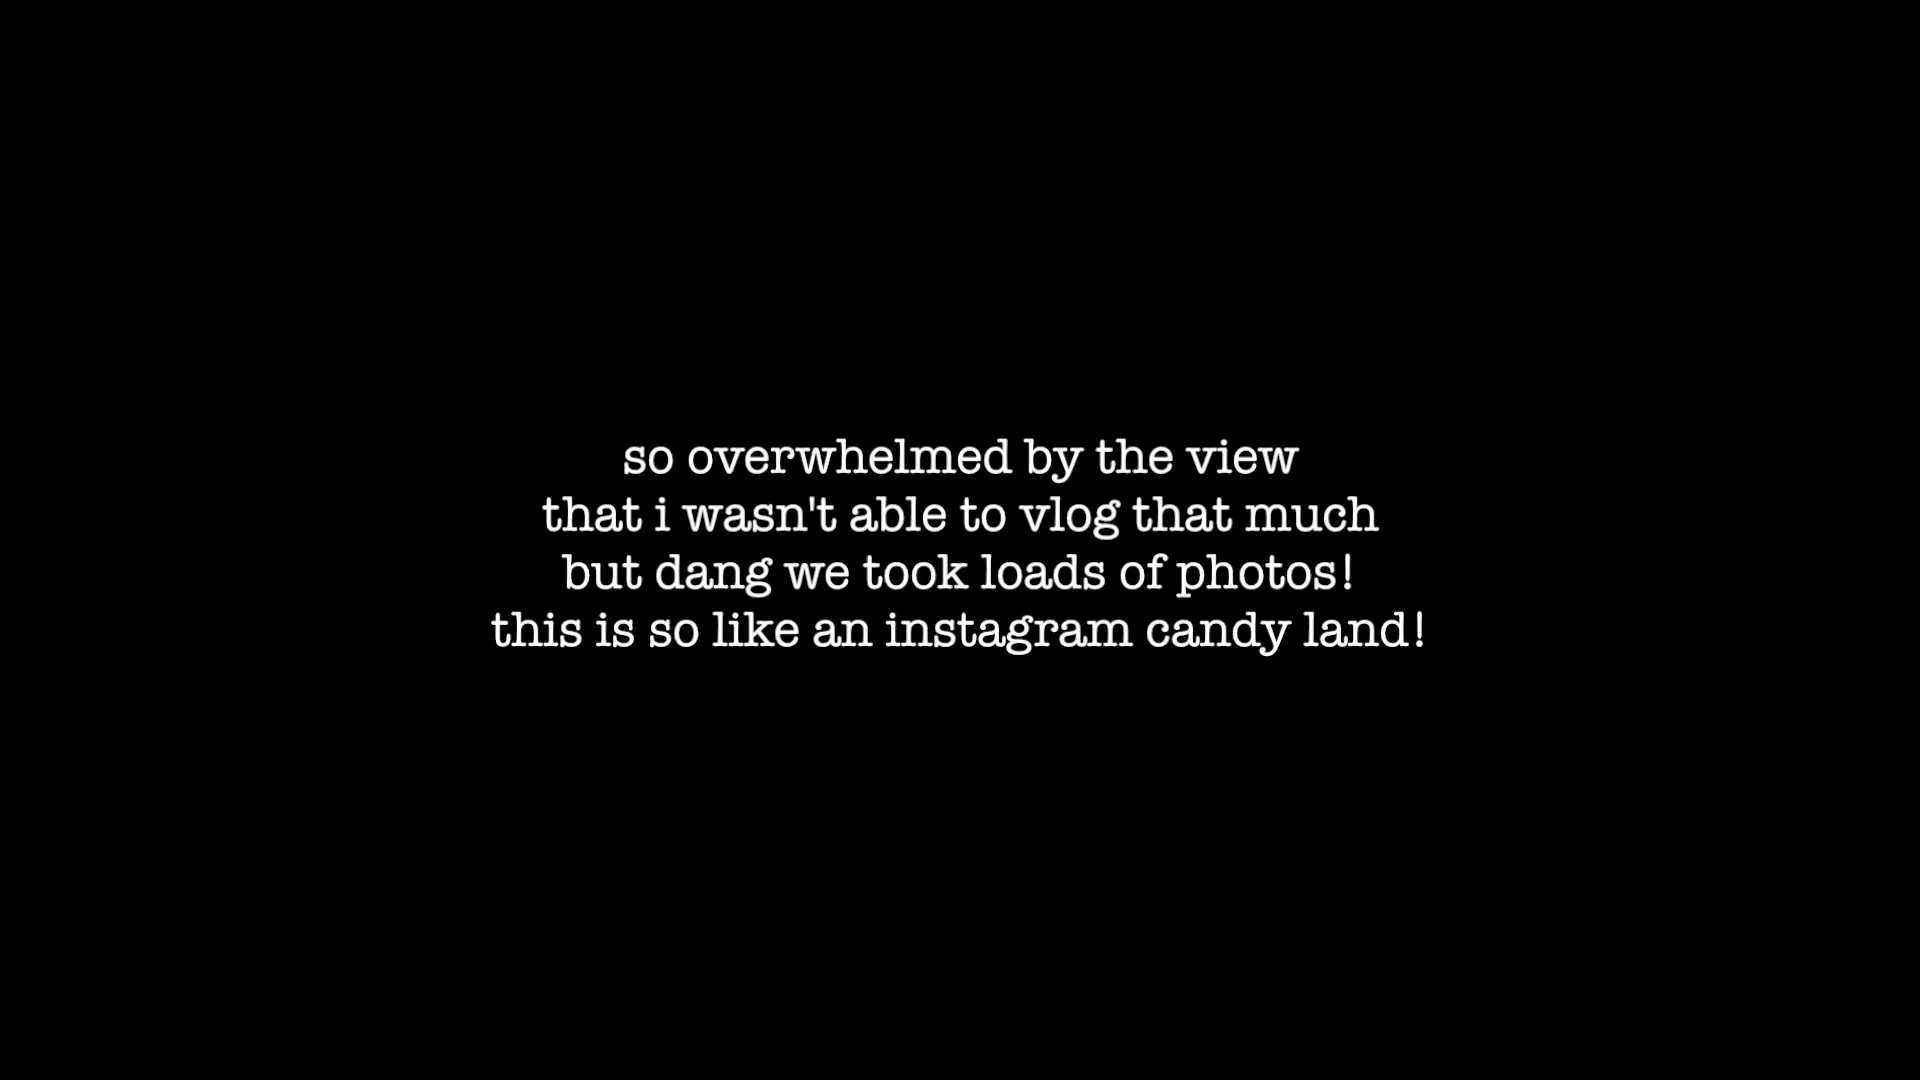 so overwhelmed by the view
that i wasn't able to vlog that much
but dang we took loads of photos!
this is so like an instagram candy land!